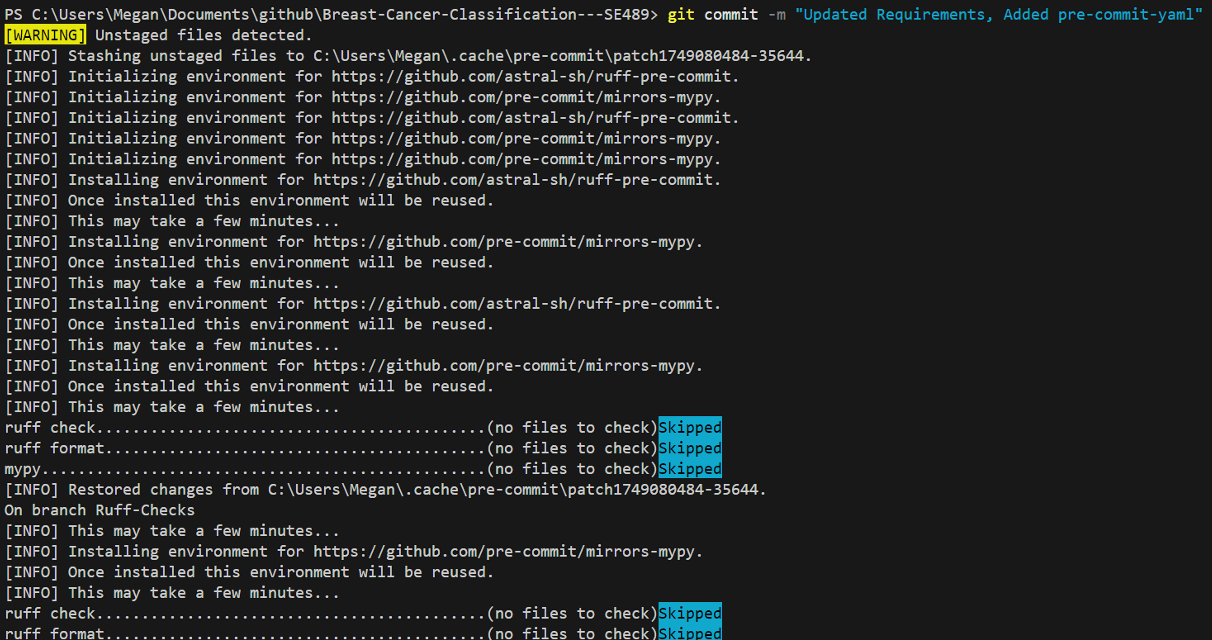 PS C:\Users\Megan\Documents\github\Breast-Cancer-Classification---SE489> git commit -m "Updated Requirements, Added pre-commit-yaml"
[WARNING] Unstaged files detected.
[INFO] Stashing unstaged files to C:\Users\Megan\.cache\pre-commit\patch1749080484-35644.
[INFO] Initializing environment for https://github.com/astral-sh/ruff-pre-commit.
[INFO] Initializing environment for https://github.com/pre-commit/mirrors-mypy.
[INFO] Initializing environment for https://github.com/astral-sh/ruff-pre-commit.
[INFO] Initializing environment for https://github.com/pre-commit/mirrors-mypy.
[INFO] Initializing environment for https://github.com/pre-commit/mirrors-mypy.
[INFO] Installing environment for https://github.com/astral-sh/ruff-pre-commit.
[INFO] Once installed this environment will be reused.
[INFO] This may take a few minutes...
[INFO] Installing environment for https://github.com/pre-commit/mirrors-mypy.
[INFO] Once installed this environment will be reused.
[INFO] This may take a few minutes...
[INFO] Installing environment for https://github.com/astral-sh/ruff-pre-commit.
[INFO] Once installed this environment will be reused.
[INFO] This may take a few minutes...
[INFO] Installing environment for https://github.com/pre-commit/mirrors-mypy.
[INFO] Once installed this environment will be reused.
[INFO] This may take a few minutes...
ruff check...........................................(no files to check)Skipped
ruff format..........................................(no files to check)Skipped
mypy.................................................(no files to check)Skipped
[INFO] Restored changes from C:\Users\Megan\.cache\pre-commit\patch1749080484-35644.
On branch Ruff-Checks
[INFO] This may take a few minutes...
[INFO] Installing environment for https://github.com/pre-commit/mirrors-mypy.
[INFO] Once installed this environment will be reused.
[INFO] This may take a few minutes...
ruff check...........................................(no files to check)Skipped
ruff format..........................................(no files to check)Skipped